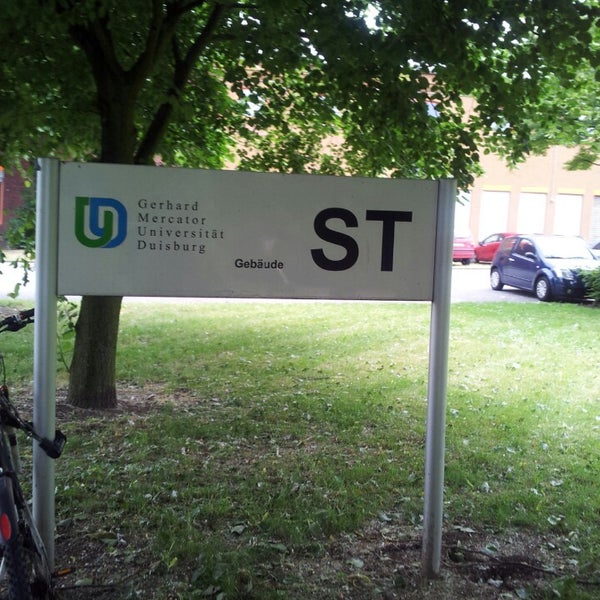 Gerhard
Mercator
Universität
Duisburg
Gebäude ST